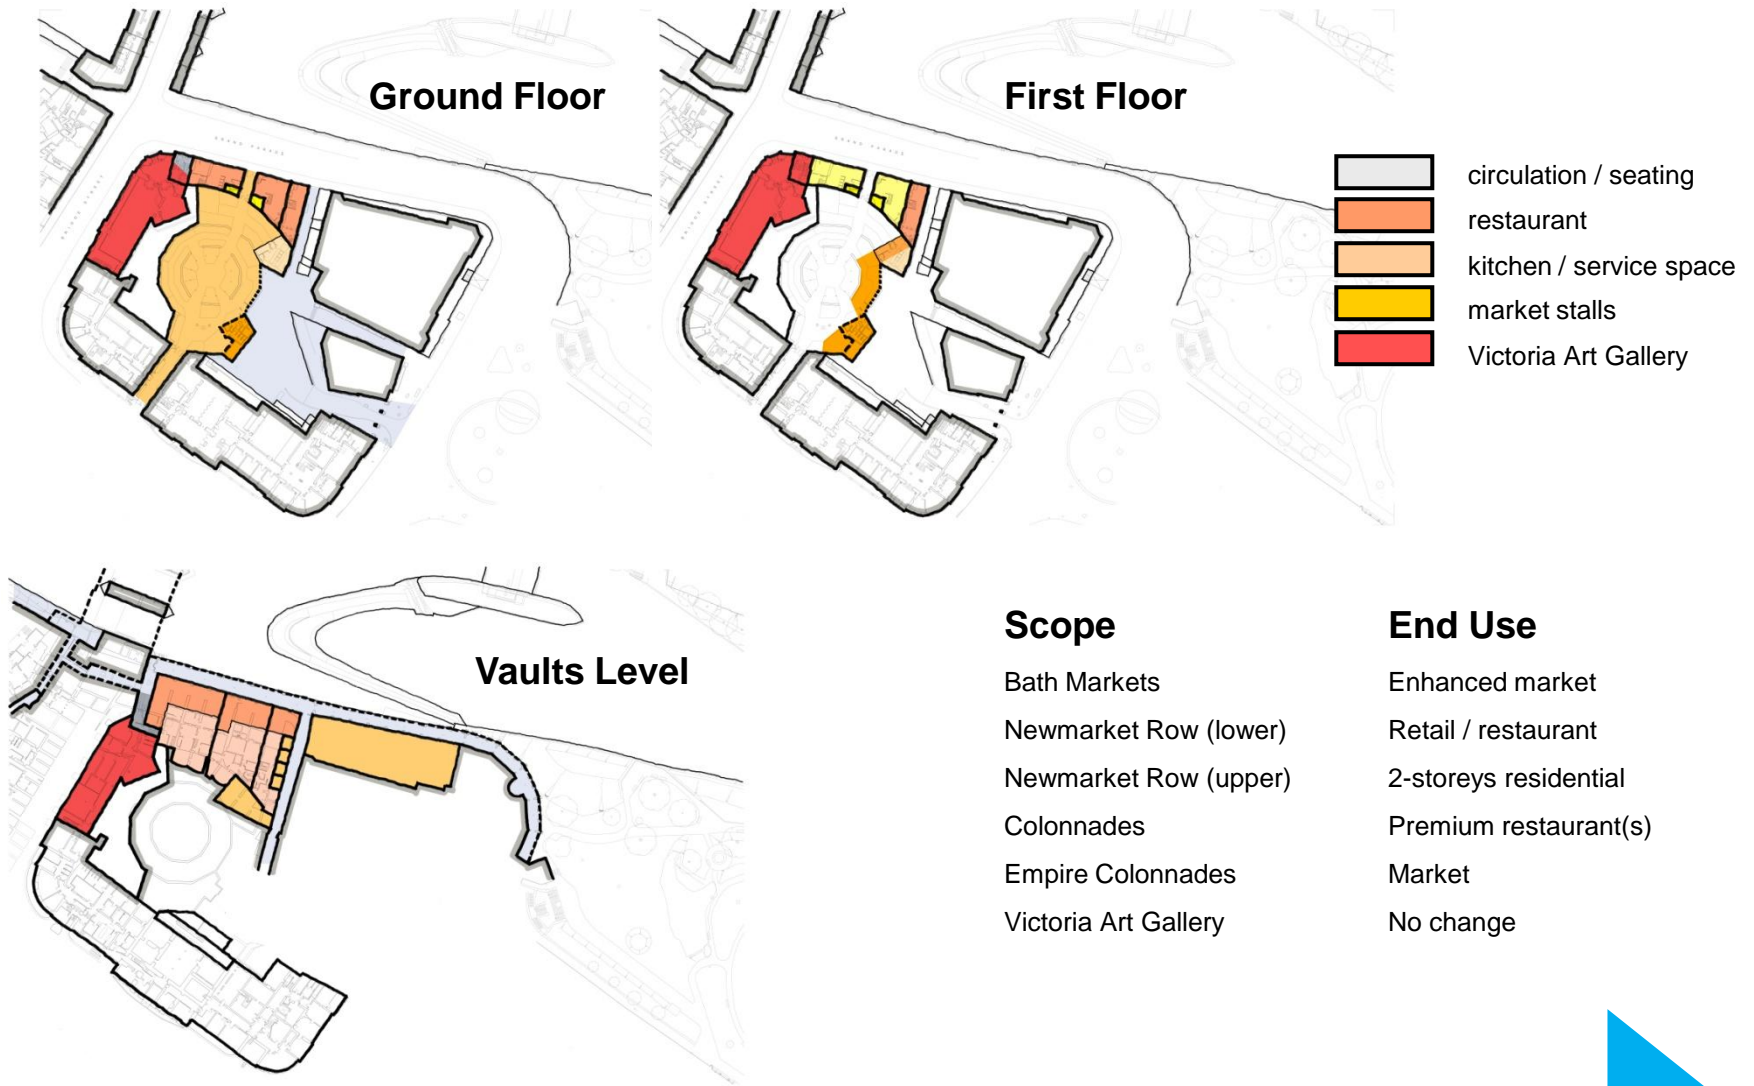 Ground Floor
First Floor
circulation / seating
restaurant
kitchen / service space
market stalls
Victoria Art Gallery
Vaults Level
Scope
End Use
Bath Markets
Enhanced market
Newmarket Row (lower)
Retail / restaurant
Newmarket Row (upper)
2-storeys residential
Colonnades
Premium restaurant(s)
Empire Colonnades
Market
Victoria Art Gallery
No change